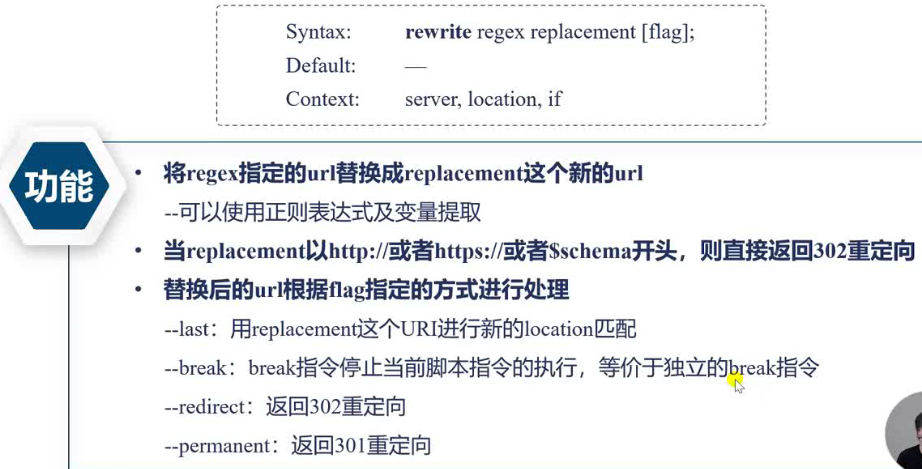 Syntax: rewrite regex replacement [flag];
Default: —
Context: server, location, if
功能
• 将regex指定的url替换成replacement这个新的url
--可以使用正则表达式及变量提取
• 当replacement以http://或者https://或者$schema开头，则直接返回302重定向
• 替换后的url根据flag指定的方式进行处理
--last：用replacement这个URI进行新的location匹配
--break：break指令停止当前脚本指令的执行，等价于独立的break指令
--redirect：返回302重定向
--permanent：返回301重定向